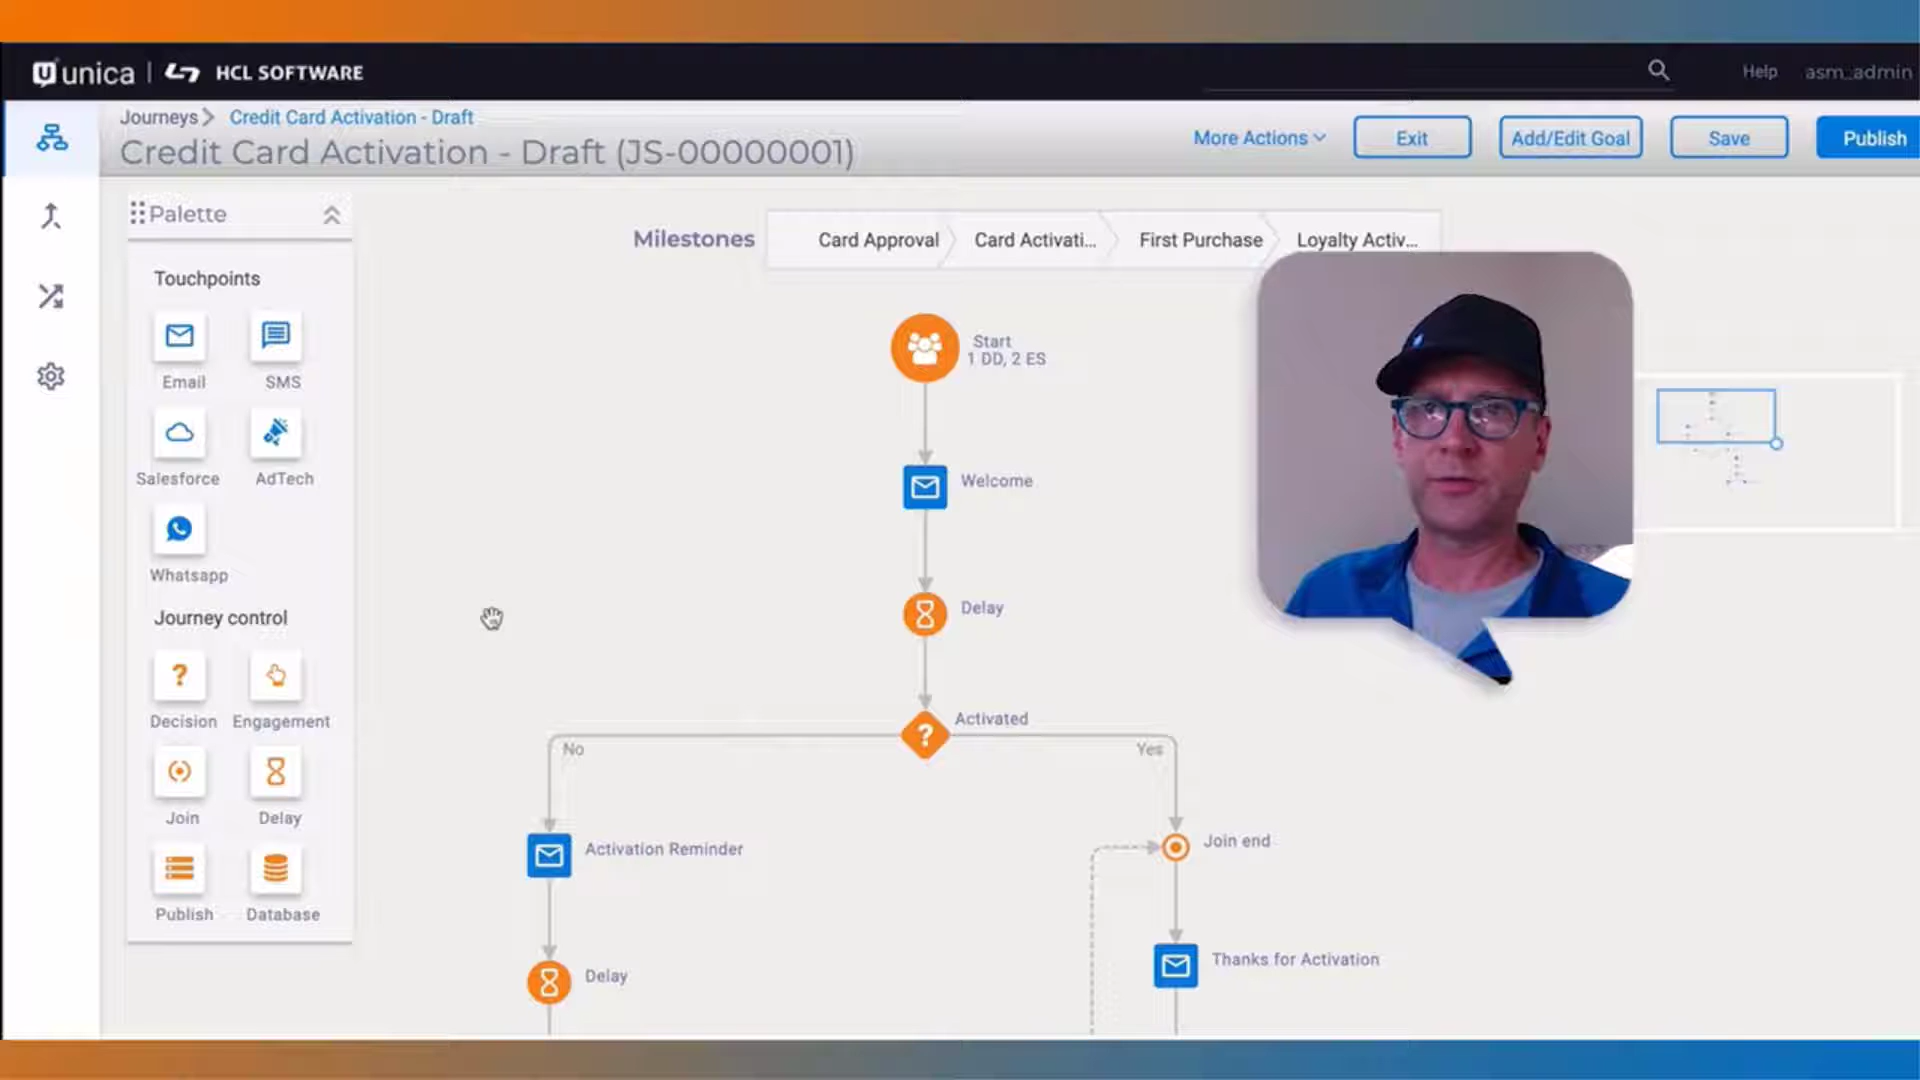 unica | HCL SOFTWARE
Help
asm_admin
Journeys
Credit Card Activation - Draft
Credit Card Activation - Draft (JS-00000001)
More Actions
Exit
Add/Edit Goal
Save
Publish
Palette
Milestones
Card Approval
Card Activati...
First Purchase
Loyalty Activ...
Touchpoints
Email
SMS
Salesforce
AdTech
Whatsapp
Journey control
Decision
Engagement
Join
Delay
Publish
Database
Start
1 DD, 2 ES
Welcome
Delay
Activated
No
Yes
Activation Reminder
Join end
Delay
Thanks for Activation